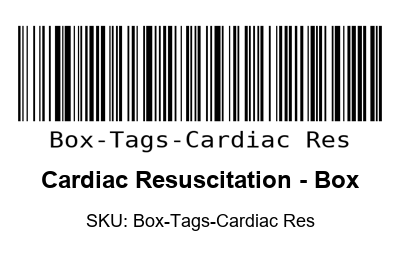 Box-Tags-Cardiac Res
Cardiac Resuscitation - Box
SKU: Box-Tags-Cardiac Res